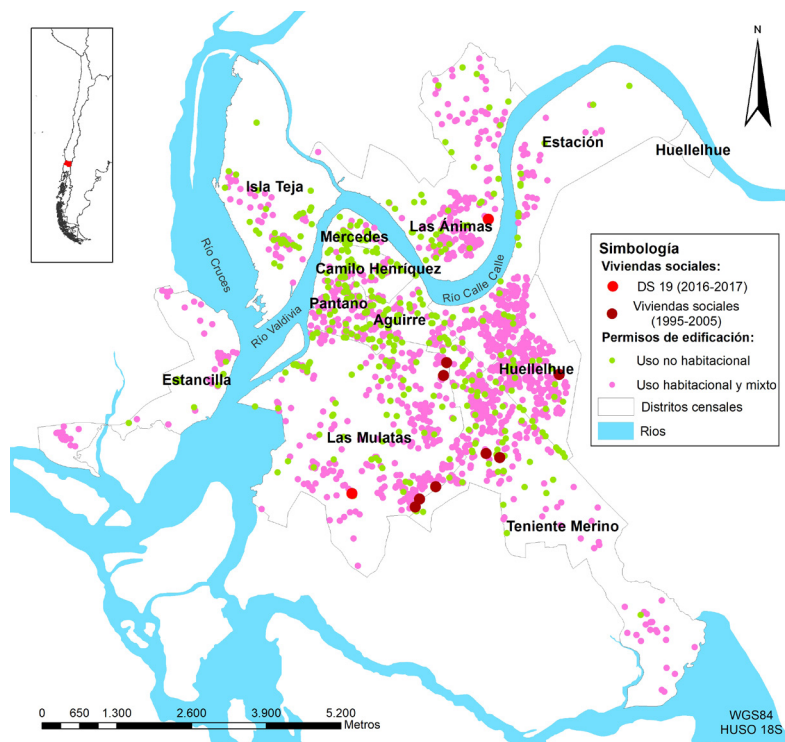 N
Estación
Huellelhue
Isla Teja
Las Ánimas
Mercedes
Río Cruces
Camilo Henríquez
Río Calle Calle
Pantano
Río Valdivia
Aguirre
Estancilla
Huellelhue
Las Mulatas
Teniente Merino
Simbología
Viviendas sociales:
DS 19 (2016-2017)
Viviendas sociales
(1995-2005)
Permisos de edificación:
Uso no habitacional
Uso habitacional y mixto
Distritos censales
Rios
0 650 1.300 2.600 3.900 5.200
Metros
WGS84
HUSO 18S